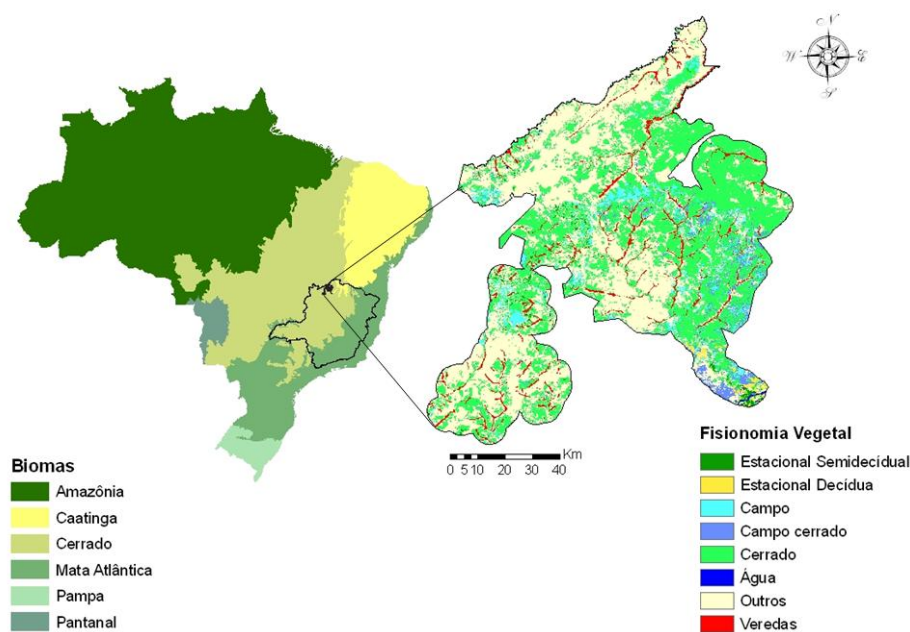 N
W E
S
Km
0 5 10 20 30 40
Biomas
Amazônia
Caatinga
Cerrado
Mata Atlântica
Pampa
Pantanal
Fisionomia Vegetal
Estacional Semidecídual
Estacional Decídua
Campo
Campo cerrado
Cerrado
Água
Outros
Veredas